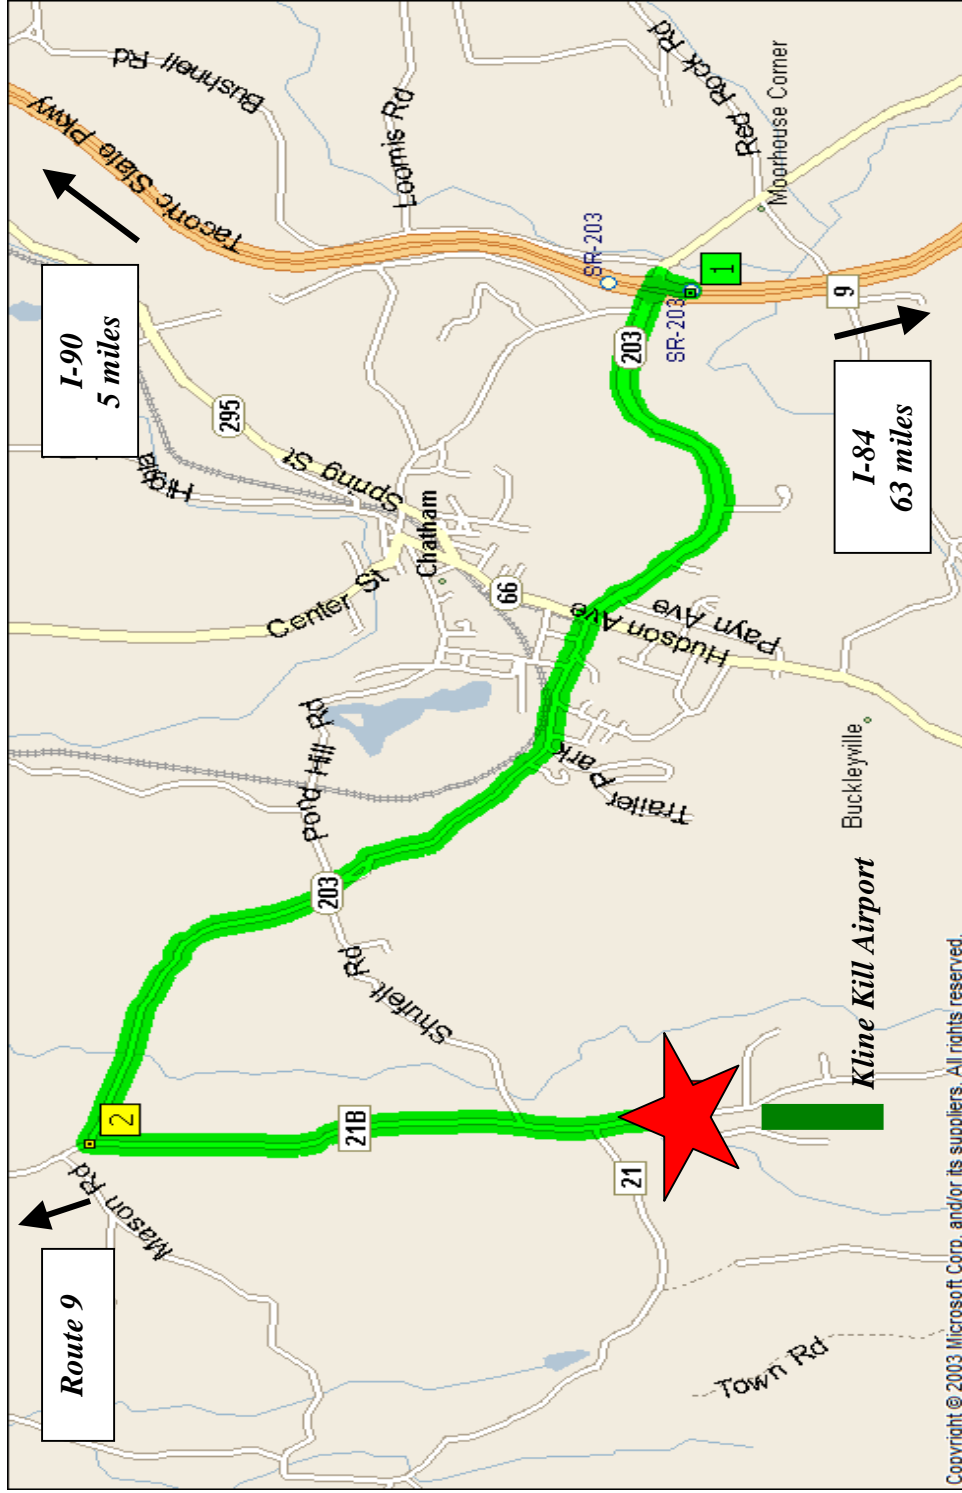 Route 9
I-90
5 miles
I-84
63 miles
Kline Kill Airport
Mason Rd
2
21B
21
Shufelt Rd
203
Pond Hill Rd
Trailer Park
Town Rd
Buckleyville
Center St
Chatham
66
Hudson Ave
Payn Ave
Spring St
295
Taconic State Pkwy
Bushnell Rd
Loomis Rd
SR-203
SR-203
203
1
9
Red Rock Rd
Moorhouse Corner
Copyright © 2003 Microsoft Corp. and/or its suppliers. All rights reserved.